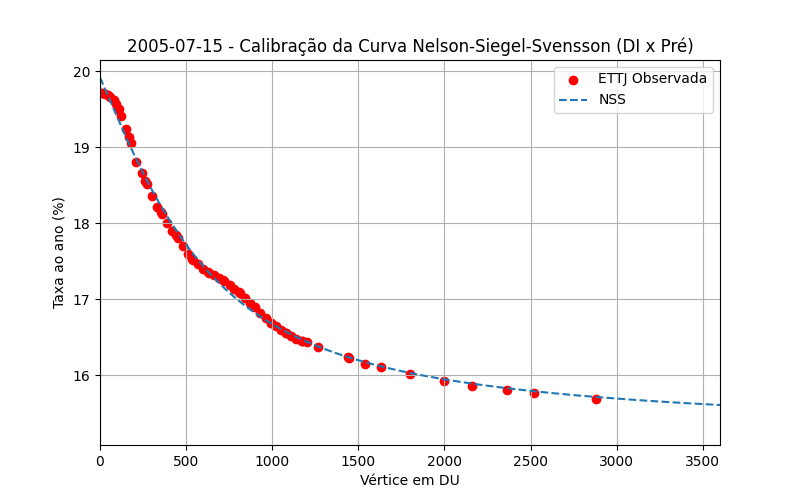 2005-07-15 - Calibração da Curva Nelson-Siegel-Svensson (DI x Pré)
ETTJ Observada
NSS
Taxa ao ano (%)
20
19
18
17
16
0 500 1000 1500 2000 2500 3000 3500
Vértice em DU